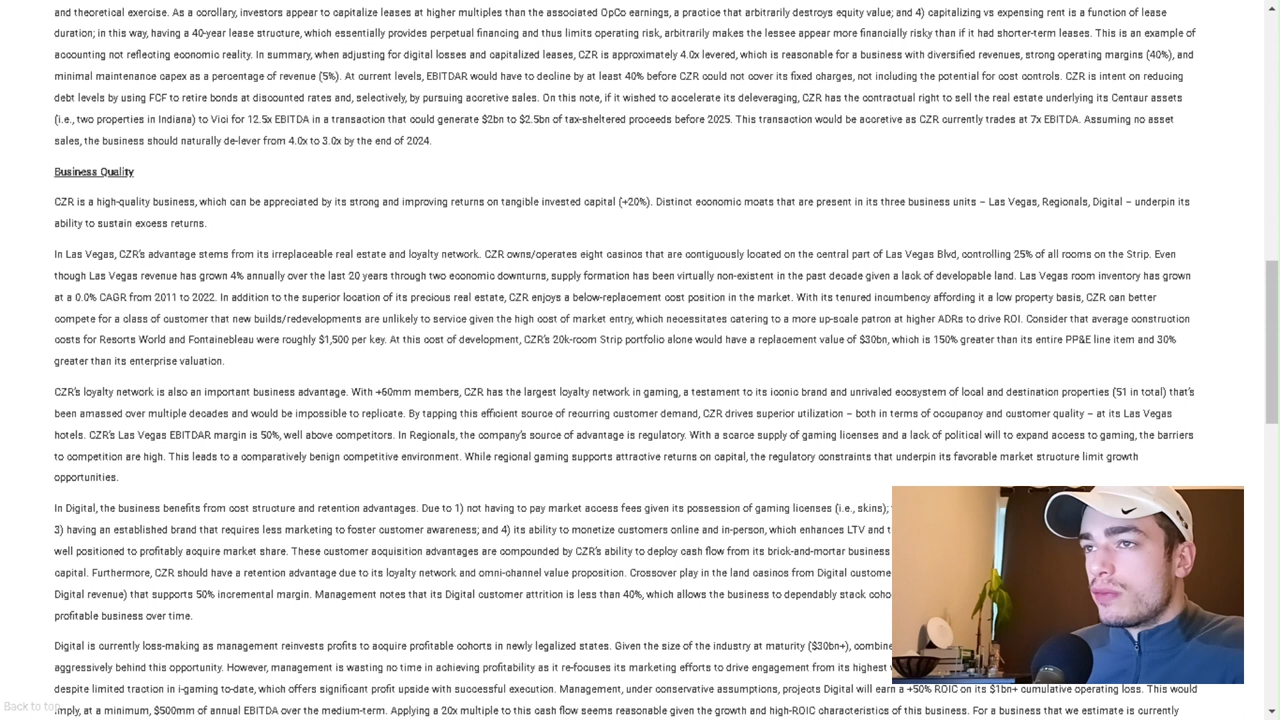 and theoretical exercise. As a corollary, investors appear to capitalize leases at higher multiples than the associated OpCo earnings, a practice that arbitrarily destroys equity value; and 4) capitalizing vs expensing rent is a function of lease
duration; in this way, having a 40-year lease structure, which essentially provides perpetual financing and thus limits operating risk, arbitrarily makes the lessee appear more financially risky than if it had shorter-term leases. This is an example of
accounting not reflecting economic reality. In summary, when adjusting for digital losses and capitalized leases, CZR is approximately 4.0x levered, which is reasonable for a business with diversified revenues, strong operating margins (40%), and
minimal maintenance capex as a percentage of revenue (5%). At current levels, EBITDAR would have to decline by at least 40% before CZR could not cover its fixed charges, not including the potential for cost controls. CZR is intent on reducing
debt levels by using FCF to retire bonds at discounted rates and, selectively, by pursuing accretive sales. On this note, if it wished to accelerate its deleveraging, CZR has the contractual right to sell the real estate underlying its Centaur assets
(i.e., two properties in Indiana) to Vici for 12.5x EBITDA in a transaction that could generate $2bn to $2.5bn of tax-sheltered proceeds before 2025. This transaction would be accretive as CZR currently trades at 7x EBITDA. Assuming no asset
sales, the business should naturally de-lever from 4.0x to 3.0x by the end of 2024.
Business Quality
CZR is a high-quality business, which can be appreciated by its strong and improving returns on tangible invested capital (+20%). Distinct economic moats that are present in its three business units – Las Vegas, Regionals, Digital – underpin its
ability to sustain excess returns.
In Las Vegas, CZR's advantage stems from its irreplaceable real estate and loyalty network. CZR owns/operates eight casinos that are contiguously located on the central part of Las Vegas Blvd, controlling 25% of all rooms on the Strip. Even
though Las Vegas revenue has grown 4% annually over the last 20 years through two economic downturns, supply formation has been virtually non-existent in the past decade given a lack of developable land. Las Vegas room inventory has grown
at a 0.0% CAGR from 2011 to 2022. In addition to the superior location of its precious real estate, CZR enjoys a below-replacement cost position in the market. With its tenured incumbency affording it a low property basis, CZR can better
compete for a class of customer that new builds/redevelopments are unlikely to service given the high cost of market entry, which necessitates catering to a more up-scale patron at higher ADRs to drive ROI. Consider that average construction
costs for Resorts World and Fontainebleau were roughly $1,500 per key. At this cost of development, CZR's 20k-room Strip portfolio alone would have a replacement value of $30bn, which is 150% greater than its entire PP&E line item and 30%
greater than its enterprise valuation.
CZR's loyalty network is also an important business advantage. With +60mm members, CZR has the largest loyalty network in gaming, a testament to its iconic brand and unrivaled ecosystem of local and destination properties (51 in total) that's
been amassed over multiple decades and would be impossible to replicate. By tapping this efficient source of recurring customer demand, CZR drives superior utilization – both in terms of occupancy and customer quality – at its Las Vegas
hotels. CZR's Las Vegas EBITDAR margin is 50%, well above competitors. In Regionals, the company's source of advantage is regulatory. With a scarce supply of gaming licenses and a lack of political will to expand access to gaming, the barriers
to competition are high. This leads to a comparatively benign competitive environment. While regional gaming supports attractive returns on capital, the regulatory constraints that underpin its favorable market structure limit growth
opportunities.
In Digital, the business benefits from cost structure and retention advantages. Due to 1) not having to pay market access fees given its possession of gaming licenses (i.e., skins);
3) having an established brand that requires less marketing to foster customer awareness; and 4) its ability to monetize customers online and in-person, which enhances LTV and t
well positioned to profitably acquire market share. These customer acquisition advantages are compounded by CZR's ability to deploy cash flow from its brick-and-mortar business
capital. Furthermore, CZR should have a retention advantage due to its loyalty network and omni-channel value proposition. Crossover play in the land casinos from Digital custome
Digital revenue) that supports 50% incremental margin. Management notes that its Digital customer attrition is less than 40%, which allows the business to dependably stack coho
profitable business over time.
Digital is currently loss-making as management reinvests profits to acquire profitable cohorts in newly legalized states. Given the size of the industry at maturity ($30bn+), combine
aggressively behind this opportunity. However, management is wasting no time in achieving profitability as it re-focuses its marketing efforts to drive engagement from its highest v
despite limited traction in i-gaming to-date, which offers significant profit upside with successful execution. Management, under conservative assumptions, projects Digital will earn a +50% ROIC on its $1bn+ cumulative operating loss. This would
imply, at a minimum, $500mm of annual EBITDA over the medium-term. Applying a 20x multiple to this cash flow seems reasonable given the growth and high-ROIC characteristics of this business. For a business that we estimate is currently
Back to top